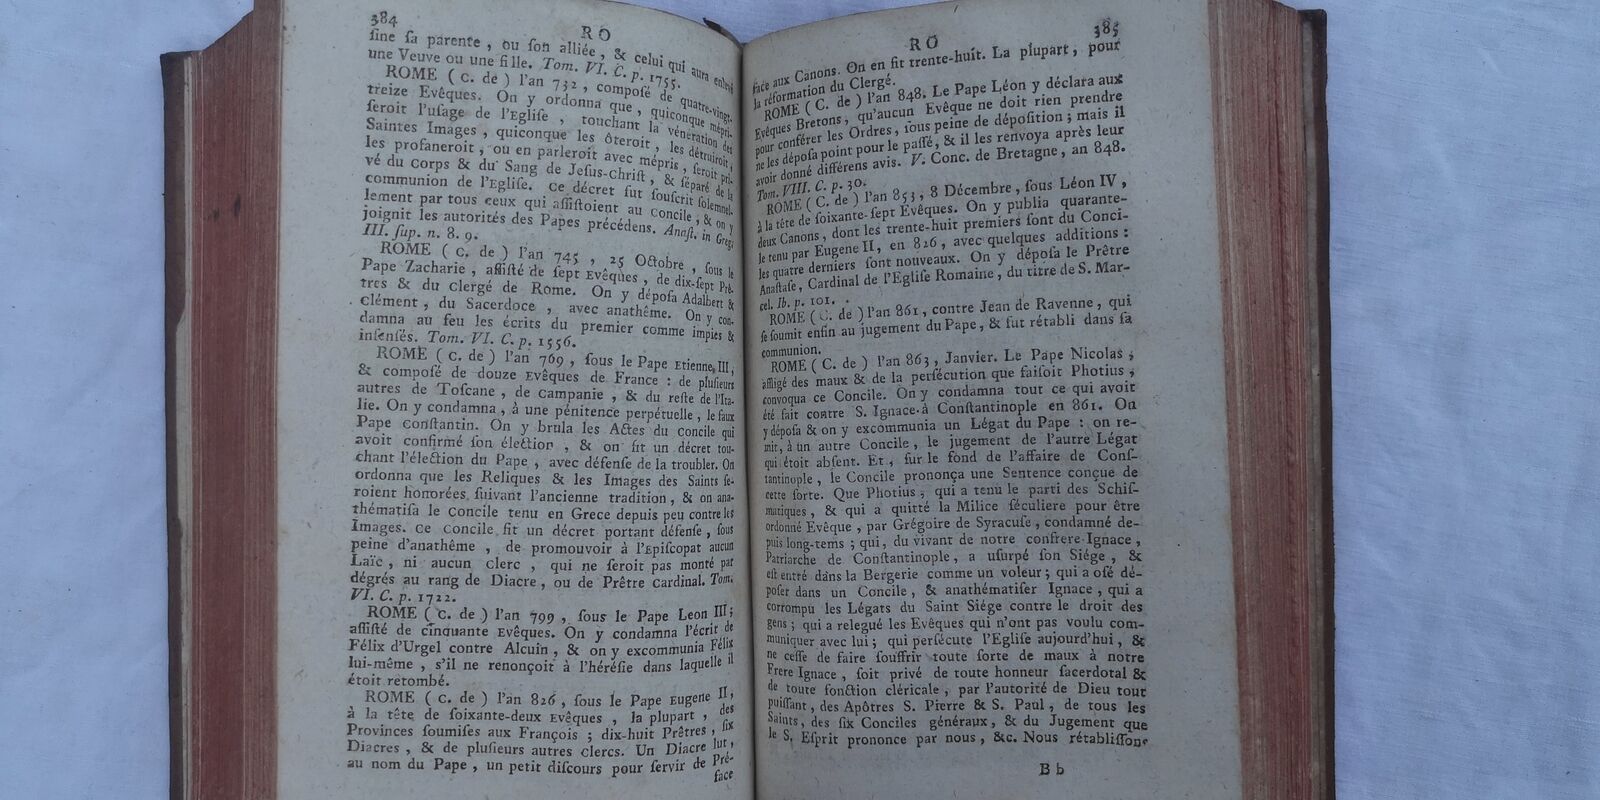 384
RO
ſine ſa parente, ou ſon alliée, & celui qui aura enlevé
une Veuve ou une fille. Tom. VI. C. p. 1755.
ROME (C. de) l'an 732, compoſé de quatre-vingt-
treize Evêques. On y ordonna que, quiconque mépri-
ſeroit l'uſage de l'Egliſe, touchant la vénération des
Saintes Images, quiconque les ôteroit, les détruiroit,
les profaneroit, ou en parleroit avec mépris, ſeroit pri-
vé du Corps & du Sang de Jeſus-Chriſt, & ſéparé de la
communion de l'Egliſe. Ce décret fut ſouſcrit ſolemnel-
lement par tous ceux qui aſſiſtoient au Concile, & on y
joignit les autorités des Papes précédens. Anaſt. in Greg.
III. ſup. n. 8. 9.
ROME (C. de) l'an 745, 25 Octobre, ſous le
Pape Zacharie, aſſiſté de ſept Evêques, de dix-ſept Prê-
tres & du Clergé de Rome. On y dépoſa Adalbert &
Clément, du Sacerdoce, avec anathême. On y con-
damna au feu les écrits du premier comme impies &
inſenſés. Tom. VI. C. p. 1556.
ROME (C. de) l'an 769, ſous le Pape Etienne III,
& compoſé de douze Evêques de France : de pluſieurs
autres de Toſcane, de Campanie, & du reſte de l'Ita-
lie. On y condamna, à une pénitence perpétuelle, le faux
Pape Conſtantin. On y brula les Actes du Concile qui
avoit confirmé ſon élection, & on fit un décret tou-
chant l'élection du Pape, avec défenſe de la troubler. On
ordonna que les Reliques & les Images des Saints ſe-
roient honorées ſuivant l'ancienne tradition, & on ana-
thématiſa le Concile tenu en Grece depuis peu contre les
Images. Ce Concile fit un décret portant défenſe, ſous
peine d'anathême, de promouvoir à l'Epiſcopat aucun
Laïc, ni aucun Clerc, qui ne ſeroit pas monté par
dégrés au rang de Diacre, ou de Prêtre Cardinal. Tom.
VI. C. p. 1722.
ROME (C. de) l'an 799, ſous le Pape Leon III;
aſſiſté de cinquante Evêques. On y condamna l'écrit de
Félix d'Urgel contre Alcuin, & on y excommunia Félix
lui-même, s'il ne renonçoit à l'héréſie dans laquelle il
étoit retombé.
ROME (C. de) l'an 826, ſous le Pape Eugene II,
à la tête de ſoixante-deux Evêques, la plupart, des
Provinces ſoumiſes aux François ; dix-huit Prêtres, ſix
Diacres, & de pluſieurs autres Clercs. Un Diacre lut,
au nom du Pape, un petit diſcours pour ſervir de Pré-
face
RO
385
face aux Canons. On en fit trente-huit. La plupart, pour
la réformation du Clergé.
ROME (C. de) l'an 848. Le Pape Léon y déclara aux
Evêques Bretons, qu'aucun Evêque ne doit rien prendre
pour conférer les Ordres, ſous peine de dépoſition ; mais il
ne les dépoſa point pour le paſſé, & il les renvoya après leur
avoir donné différens avis. V. Conc. de Bretagne, an 848.
Tom. VIII. C. p. 30.
ROME (C. de) l'an 853, 8 Décembre, ſous Léon IV,
à la tête de ſoixante-ſept Evêques. On y publia quarante-
deux Canons, dont les trente-huit premiers ſont du Conci-
le tenu par Eugene II, en 826, avec quelques additions :
les quatre derniers ſont nouveaux. On y dépoſa le Prêtre
Anaſtaſe, Cardinal de l'Egliſe Romaine, du titre de S. Mar-
cel. Ib. p. 101.
ROME (C. de) l'an 861, contre Jean de Ravenne, qui
ſe ſoumit enfin au jugement du Pape, & fut rétabli dans ſa
communion.
ROME (C. de) l'an 863, Janvier. Le Pape Nicolas,
affligé des maux & de la perſécution que faiſoit Photius,
convoqua ce Concile. On y condamna tout ce qui avoit
été fait contre S. Ignace à Conſtantinople en 861. On
y dépoſa & on y excommunia un Légat du Pape : on re-
mit, à un autre Concile, le jugement de l'autre Légat
qui étoit abſent. Et, ſur le fond de l'affaire de Conſ-
tantinople, le Concile prononça une Sentence conçue de
cette ſorte. Que Photius, qui a tenu le parti des Schiſ-
matiques, & qui a quitté la Milice ſéculiere pour être
ordonné Evêque, par Grégoire de Syracuſe, condamné de-
puis long-tems ; qui, du vivant de notre confrere Ignace,
Patriarche de Conſtantinople, a uſurpé ſon Siége, &
eſt entré dans la Bergerie comme un voleur ; qui a oſé dé-
poſer dans un Concile, & anathématiſer Ignace, qui a
corrompu les Légats du Saint Siége contre le droit des
gens ; qui a relegué les Evêques qui n'ont pas voulu com-
muniquer avec lui ; qui perſécute l'Egliſe aujourd'hui, &
ne ceſſe de faire ſouffrir toute ſorte de maux à notre
Frere Ignace, ſoit privé de toute honneur ſacerdotal &
de toute fonction cléricale, par l'autorité de Dieu tout
puiſſant, des Apôtres S. Pierre & S. Paul, de tous les
Saints, des ſix Conciles généraux, & du Jugement que
le S. Eſprit prononce par nous, &c. Nous rétabliſſons
B b